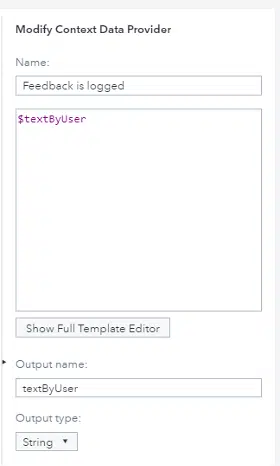 Modify Context Data Provider
Name:
Feedback is logged
$textByUser
Show Full Template Editor
Output name:
textByUser
Output type:
String